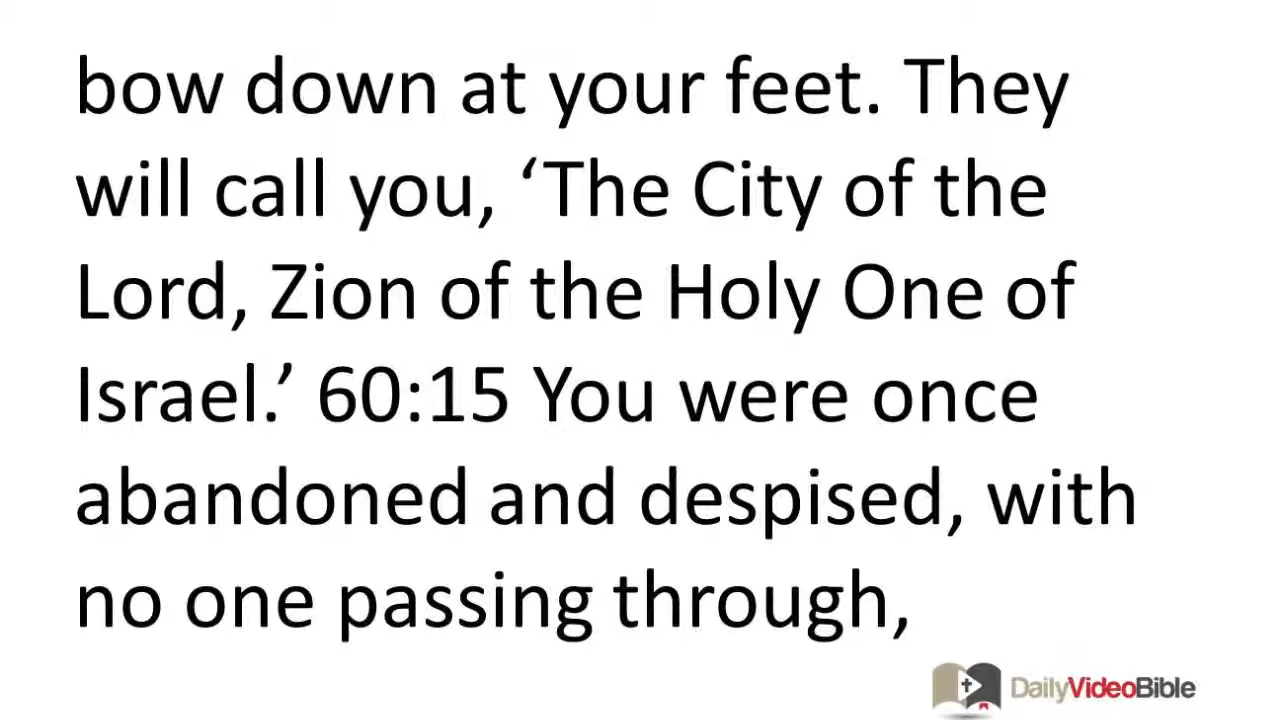 bow down at your feet. They
will call you, ‘The City of the
Lord, Zion of the Holy One of
Israel.’ 60:15 You were once
abandoned and despised, with
no one passing through,
DailyVideoBible